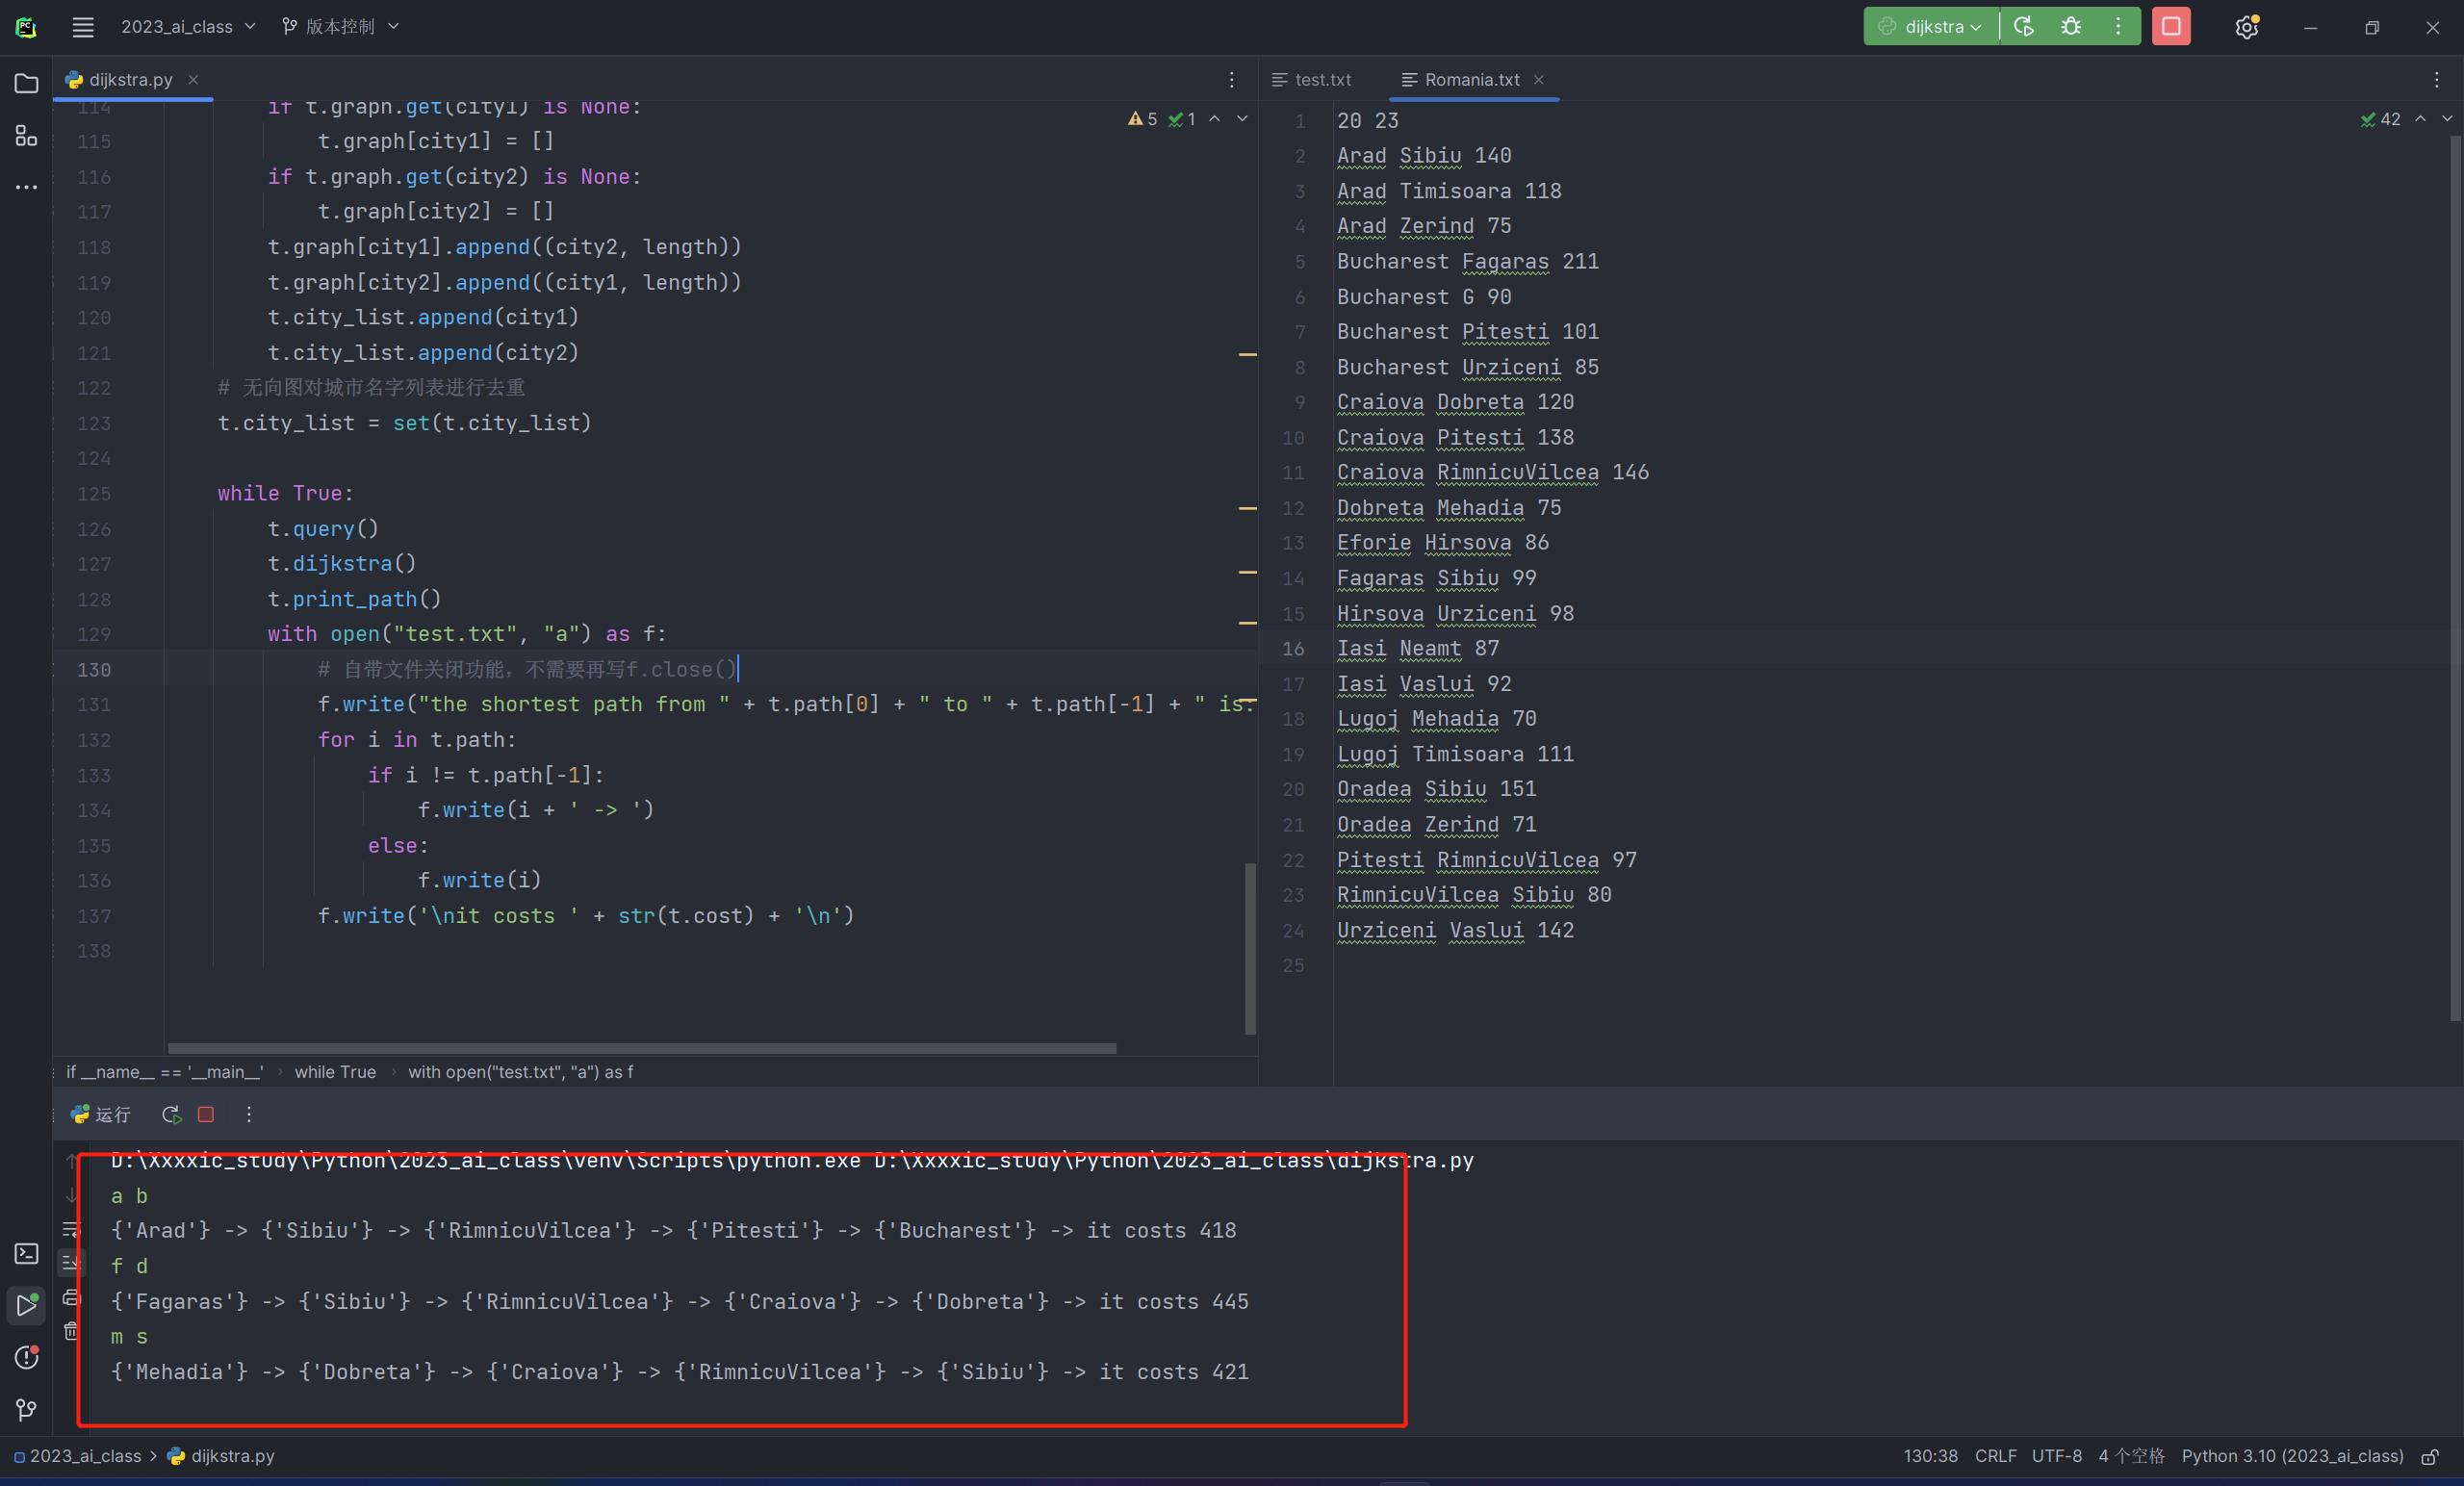 2023_ai_class 版本控制 dijkstra
dijkstra.py
test.txt Romania.txt
5 1
42
114 if t.graph.get(city1) is None:
115 t.graph[city1] = []
116 if t.graph.get(city2) is None:
117 t.graph[city2] = []
118 t.graph[city1].append((city2, length))
119 t.graph[city2].append((city1, length))
120 t.city_list.append(city1)
121 t.city_list.append(city2)
122 # 无向图对城市名字列表进行去重
123 t.city_list = set(t.city_list)
124
125 while True:
126 t.query()
127 t.dijkstra()
128 t.print_path()
129 with open("test.txt", "a") as f:
130 # 自带文件关闭功能，不需要再写f.close()
131 f.write("the shortest path from " + t.path[0] + " to " + t.path[-1] + " is:
132 for i in t.path:
133 if i != t.path[-1]:
134 f.write(i + ' -> ')
135 else:
136 f.write(i)
137 f.write('\nit costs ' + str(t.cost) + '\n')
138
if __name__ == '__main__' › while True › with open("test.txt", "a") as f
1 20 23
2 Arad Sibiu 140
3 Arad Timisoara 118
4 Arad Zerind 75
5 Bucharest Fagaras 211
6 Bucharest G 90
7 Bucharest Pitesti 101
8 Bucharest Urziceni 85
9 Craiova Dobreta 120
10 Craiova Pitesti 138
11 Craiova RimnicuVilcea 146
12 Dobreta Mehadia 75
13 Eforie Hirsova 86
14 Fagaras Sibiu 99
15 Hirsova Urziceni 98
16 Iasi Neamt 87
17 Iasi Vaslui 92
18 Lugoj Mehadia 70
19 Lugoj Timisoara 111
20 Oradea Sibiu 151
21 Oradea Zerind 71
22 Pitesti RimnicuVilcea 97
23 RimnicuVilcea Sibiu 80
24 Urziceni Vaslui 142
25
运行
D:\Xxxxic_study\Python\2023_ai_class\venv\Scripts\python.exe D:\Xxxxic_study\Python\2023_ai_class\dijkstra.py
a b
{'Arad'} -> {'Sibiu'} -> {'RimnicuVilcea'} -> {'Pitesti'} -> {'Bucharest'} -> it costs 418
f d
{'Fagaras'} -> {'Sibiu'} -> {'RimnicuVilcea'} -> {'Craiova'} -> {'Dobreta'} -> it costs 445
m s
{'Mehadia'} -> {'Dobreta'} -> {'Craiova'} -> {'RimnicuVilcea'} -> {'Sibiu'} -> it costs 421
2023_ai_class > dijkstra.py
130:38 CRLF UTF-8 4 个空格 Python 3.10 (2023_ai_class)